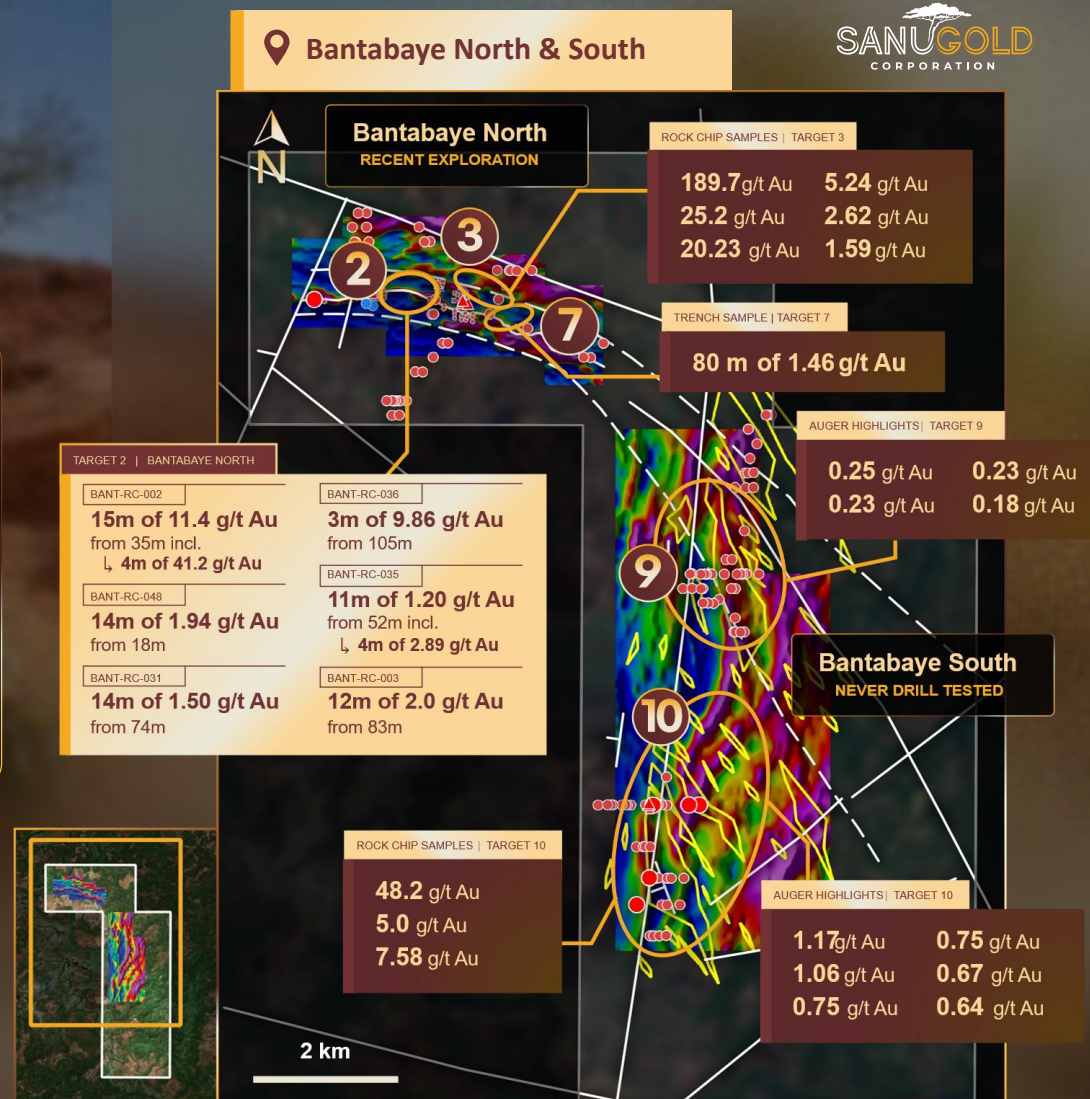 Bantabaye North & South
SANUGOLD
CORPORATION
N
Bantabaye North
RECENT EXPLORATION
ROCK CHIP SAMPLES | TARGET 3
189.7g/t Au 5.24 g/t Au
25.2 g/t Au 2.62 g/t Au
20.23 g/t Au 1.59 g/t Au
3
2
7
TRENCH SAMPLE | TARGET 7
80 m of 1.46 g/t Au
AUGER HIGHLIGHTS| TARGET 9
0.25 g/t Au 0.23 g/t Au
0.23 g/t Au 0.18 g/t Au
TARGET 2 | BANTABAYE NORTH
BANT-RC-002
15m of 11.4 g/t Au
from 35m incl.
↳ 4m of 41.2 g/t Au
BANT-RC-048
14m of 1.94 g/t Au
from 18m
BANT-RC-031
14m of 1.50 g/t Au
from 74m
BANT-RC-036
3m of 9.86 g/t Au
from 105m
BANT-RC-035
11m of 1.20 g/t Au
from 52m incl.
↳ 4m of 2.89 g/t Au
BANT-RC-003
12m of 2.0 g/t Au
from 83m
9
Bantabaye South
NEVER DRILL TESTED
10
ROCK CHIP SAMPLES | TARGET 10
48.2 g/t Au
5.0 g/t Au
7.58 g/t Au
AUGER HIGHLIGHTS| TARGET 10
1.17g/t Au 0.75 g/t Au
1.06 g/t Au 0.67 g/t Au
0.75 g/t Au 0.64 g/t Au
2 km